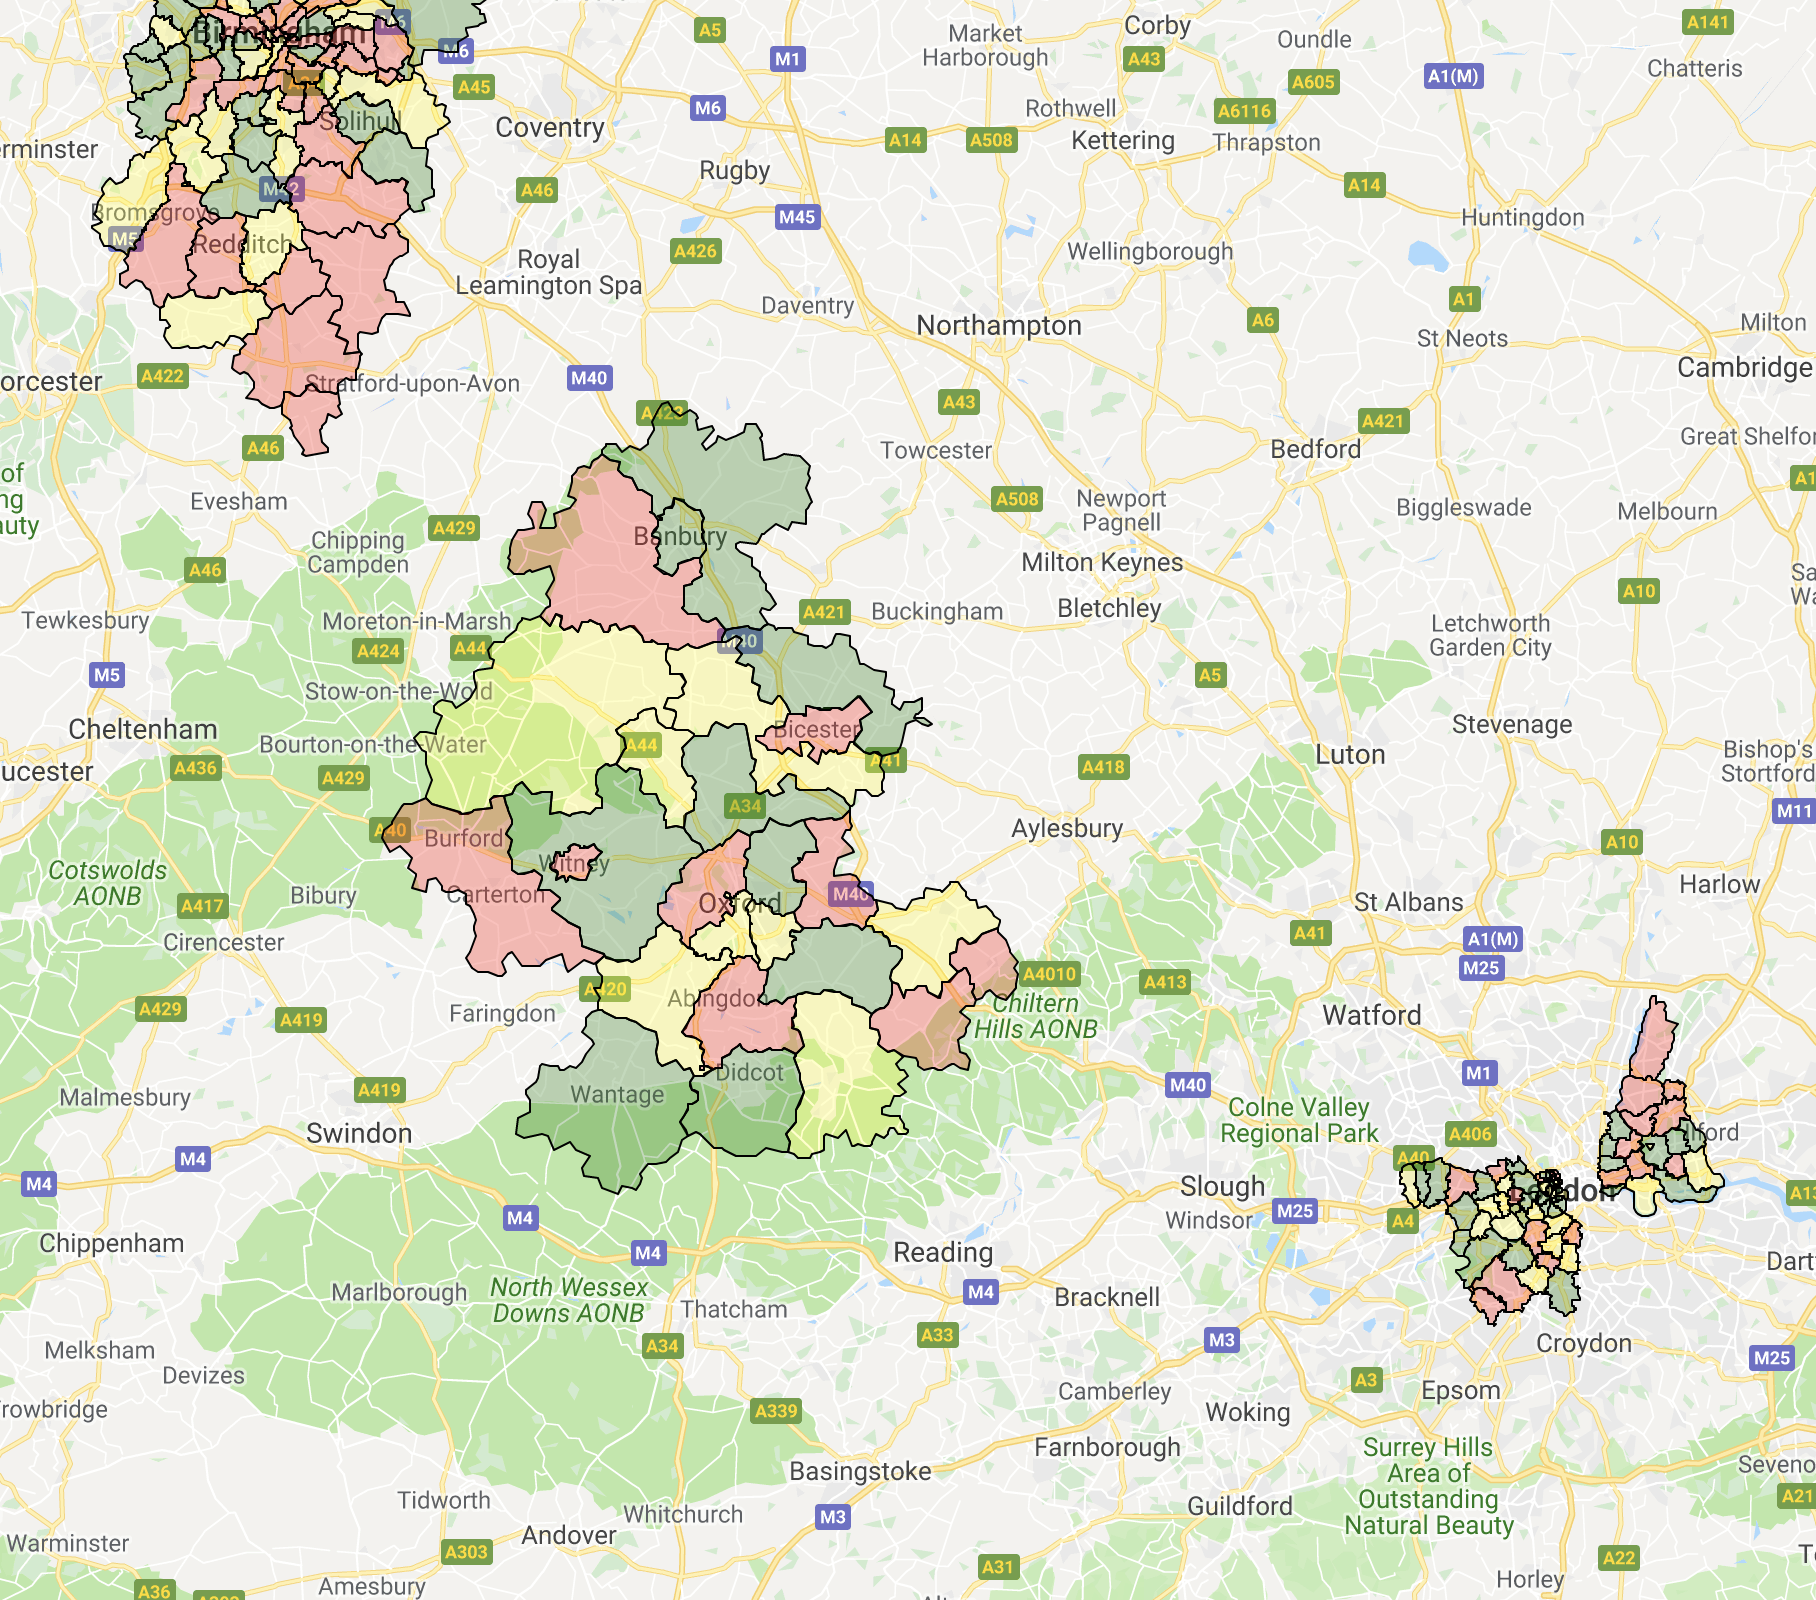 A5
Market
Harborough
Corby
Oundle
A141
Birmingham
M6
M6
M1
A43
A605
A1(M)
Chatteris
A45
Coventry
M6
Rothwell
A6116
Solihull
A14
A508
Kettering
Thrapston
erminster
Rugby
A46
A14
Bromsgrove
M42
M45
Huntingdon
M5
Redditch
A426
Wellingborough
Royal
Leamington Spa
Daventry
A1
Northampton
A6
St Neots
Milton
orcester
A422
Stratford-upon-Avon
M40
Cambridge
A43
A423
A421
A46
Towcester
Bedford
Great Shelfor
of
ng
auty
Evesham
A429
A508
Newport
Pagnell
Biggleswade
Melbourn
A1
Chipping
Campden
Banbury
A46
Milton Keynes
A10
Sa
Wa
Tewkesbury
Moreton-in-Marsh
A421
Buckingham
Bletchley
Letchworth
Garden City
A424
A44
M40
M5
A5
Stow-on-the-Wold
Cheltenham
Bourton-on-the-Water
A44
Bicester
Stevenage
Luton
Bishop's
Stortford
ucester
A436
A429
A41
A418
A34
M11
A40
Burford
Aylesbury
A10
Cotswolds
AONB
Witney
Bibury
Carterton
M40
Harlow
A417
Oxford
St Albans
Cirencester
A41
A1(M)
M25
A420
Abingdon
A4010
A413
A429
A419
Faringdon
Chiltern
Hills AONB
Watford
Didcot
Wantage
A419
M40
M1
Malmesbury
Colne Valley
Regional Park
Swindon
A406
Ilford
M4
M4
A40
Slough
London
A13
M4
Windsor
M25
A4
Chippenham
M4
Reading
Dart
North Wessex
Downs AONB
Marlborough
Thatcham
M4
Bracknell
A34
A33
M3
Croydon
Melksham
Devizes
M25
A3
Camberley
Epsom
Trowbridge
A339
Woking
Farnborough
Surrey Hills
Area of
Outstanding
Natural Beauty
Basingstoke
Seveno
Tidworth
Whitchurch
M3
Guildford
A21
Warminster
Andover
A303
A31
A22
A36
Amesbury
Horley